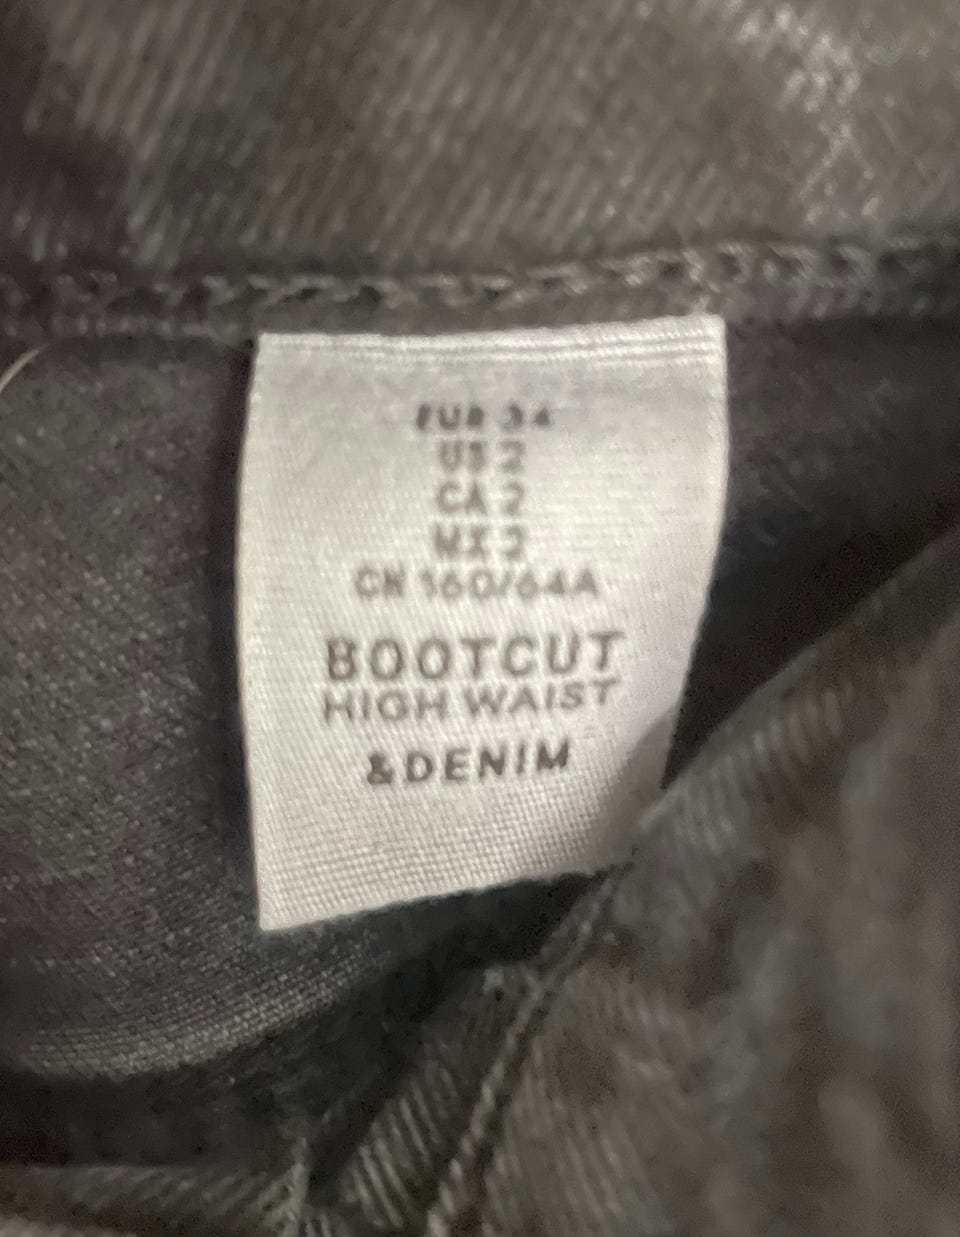 EUR 34
US 2
CA 2
MX 2
CN 160/64A
BOOTCUT
HIGH WAIST
&DENIM